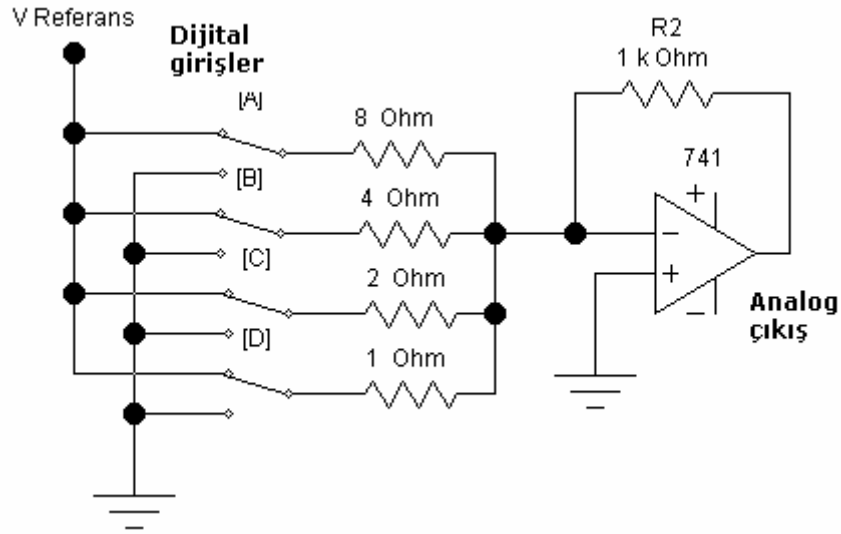 V Referans
Dijital
girişler
R2
1 k Ohm
[A]
8 Ohm
741
+
[B]
4 Ohm
−
[C]
+
2 Ohm
−
Analog
çıkış
[D]
1 Ohm